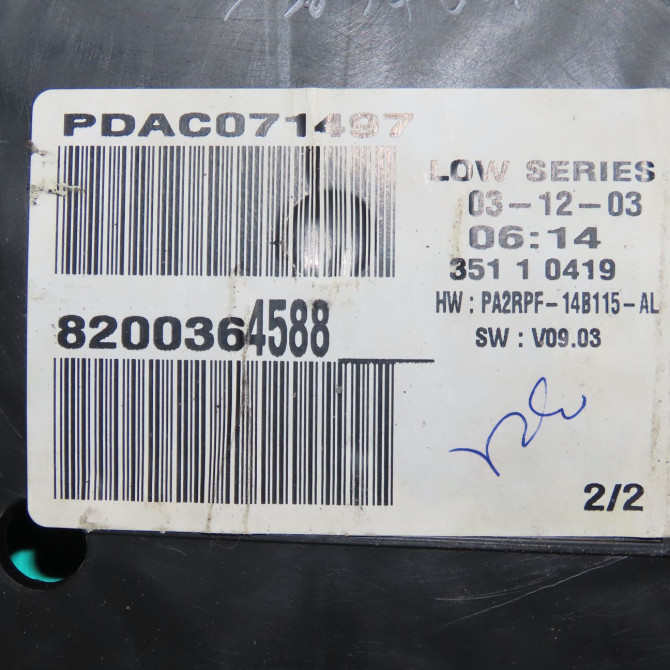 PDAC071497
LOW SERIES
03-12-03
06:14
351 1 0419
HW : PA2RPF-14B115-AL
SW : V09.03
8200364588
2/2